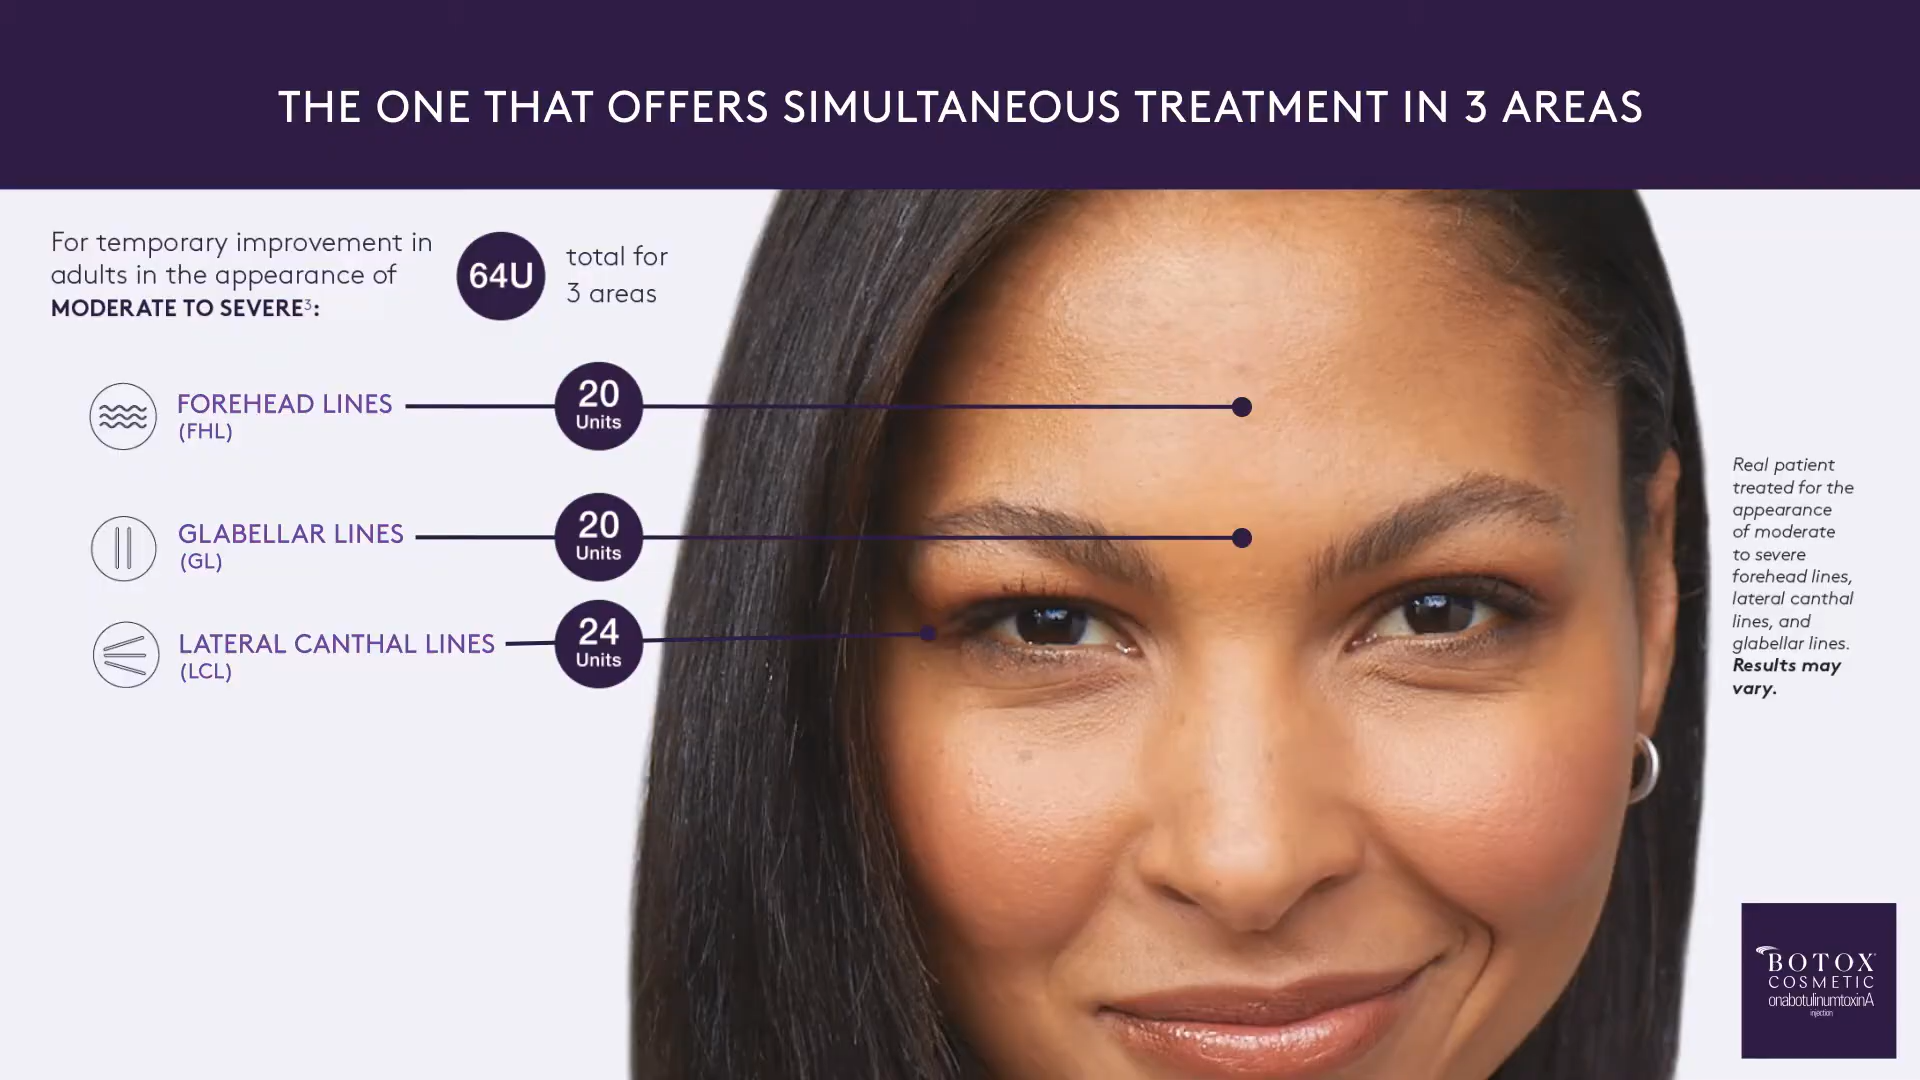 THE ONE THAT OFFERS SIMULTANEOUS TREATMENT IN 3 AREAS
For temporary improvement in
adults in the appearance of
MODERATE TO SEVERE³:
64U
total for
3 areas
FOREHEAD LINES
(FHL)
20
Units
GLABELLAR LINES
(GL)
20
Units
LATERAL CANTHAL LINES
(LCL)
24
Units
Real patient
treated for the
appearance
of moderate
to severe
forehead lines,
lateral canthal
lines, and
glabellar lines.
Results may
vary.
BOTOX
COSMETIC
onabotulinumtoxinA
injection